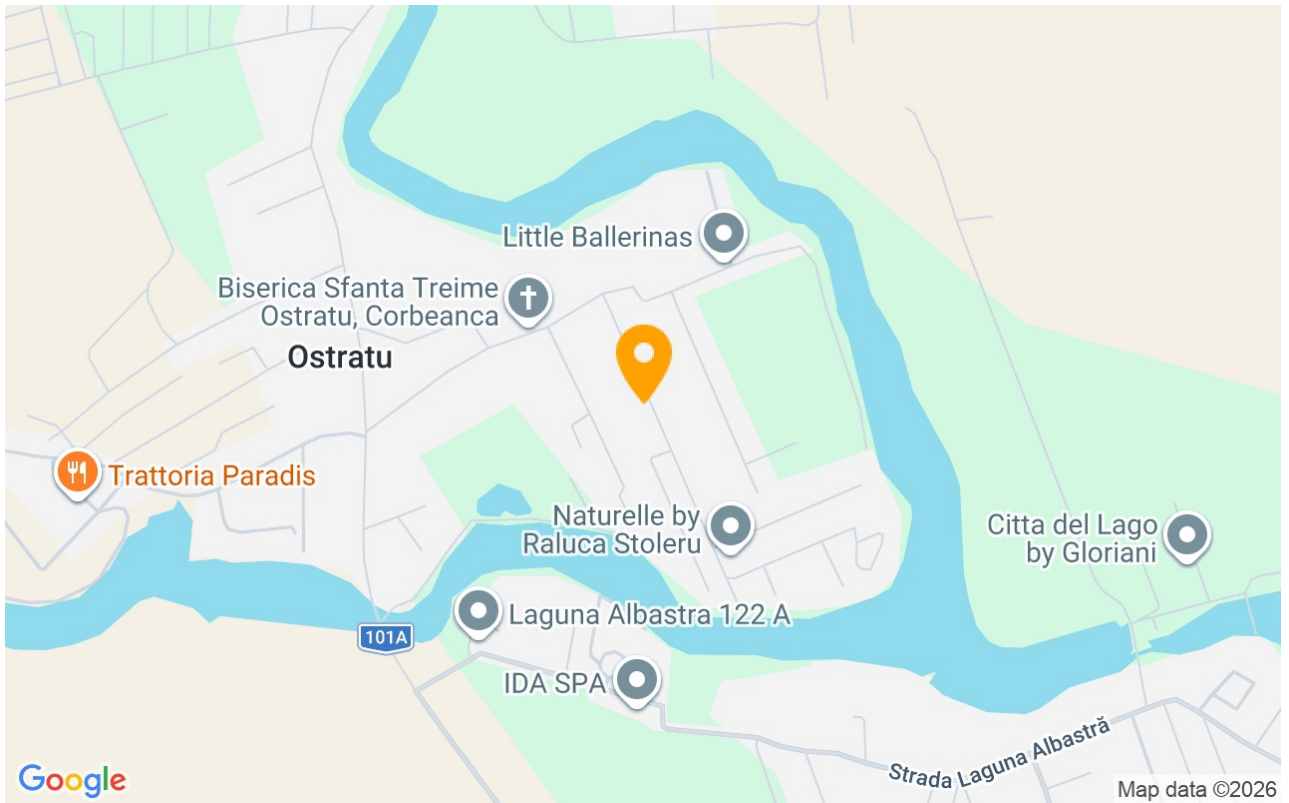 Little Ballerinas
Biserica Sfanta Treime
Ostratu, Corbeanca
Ostratu
Trattoria Paradis
Naturelle by
Raluca Stoleru
Citta del Lago
by Gloriani
Laguna Albastra 122 A
101A
IDA SPA
Strada Laguna Albastră
Google
Map data ©2026